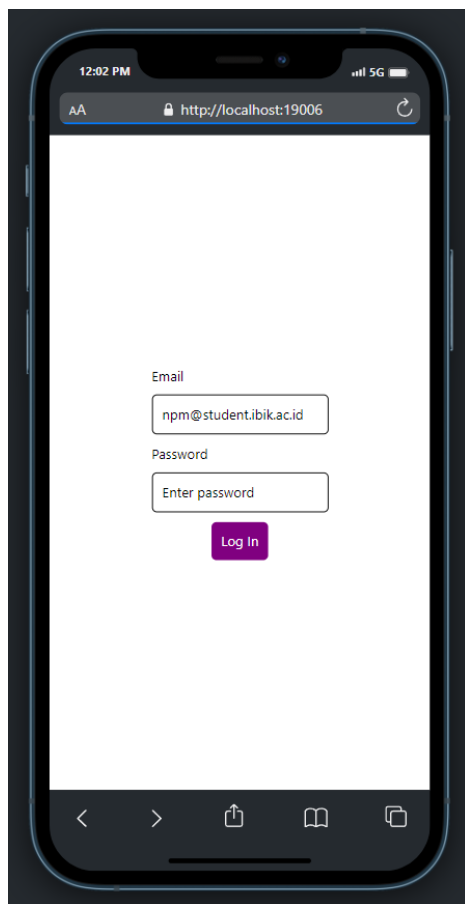 12:02 PM
5G
AA
http://localhost:19006
Email
npm@student.ibik.ac.id
Password
Enter password
Log In